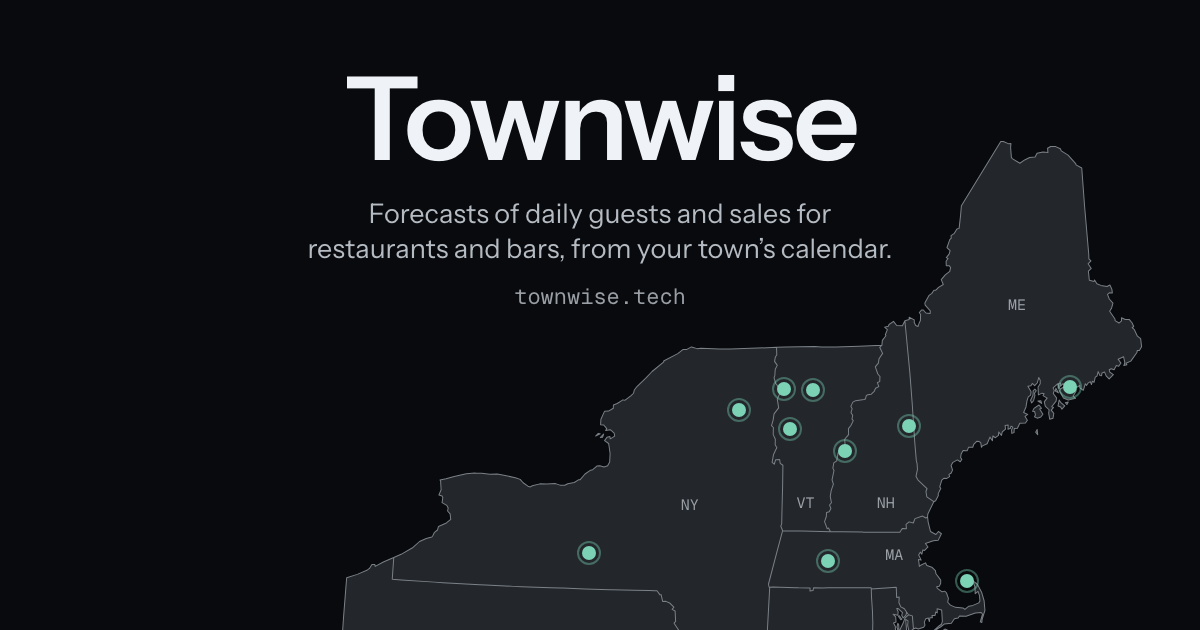 Townwise
Forecasts of daily guests and sales for
restaurants and bars, from your town’s calendar.
townwise.tech
ME
NY
VT
NH
MA